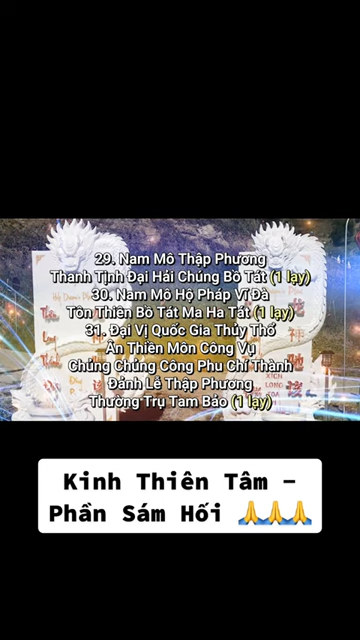 29. Nam Mô Thập Phương
Thanh Tịnh Đại Hải Chúng Bồ Tát (1 lạy)
30. Nam Mô Hộ Pháp Vĩ Đà
Tôn Thiên Bồ Tát Ma Ha Tát (1 lạy)
31. Đại Vị Quốc Gia Thủy Thổ
Ân Thiền Môn Công Vụ
Chủng Chủng Công Phu Chí Thành
Đảnh Lễ Thập Phương
Thường Trụ Tam Bảo (1 lạy)
Kinh Thiên Tâm -
Phần Sám Hối 🙏🙏🙏